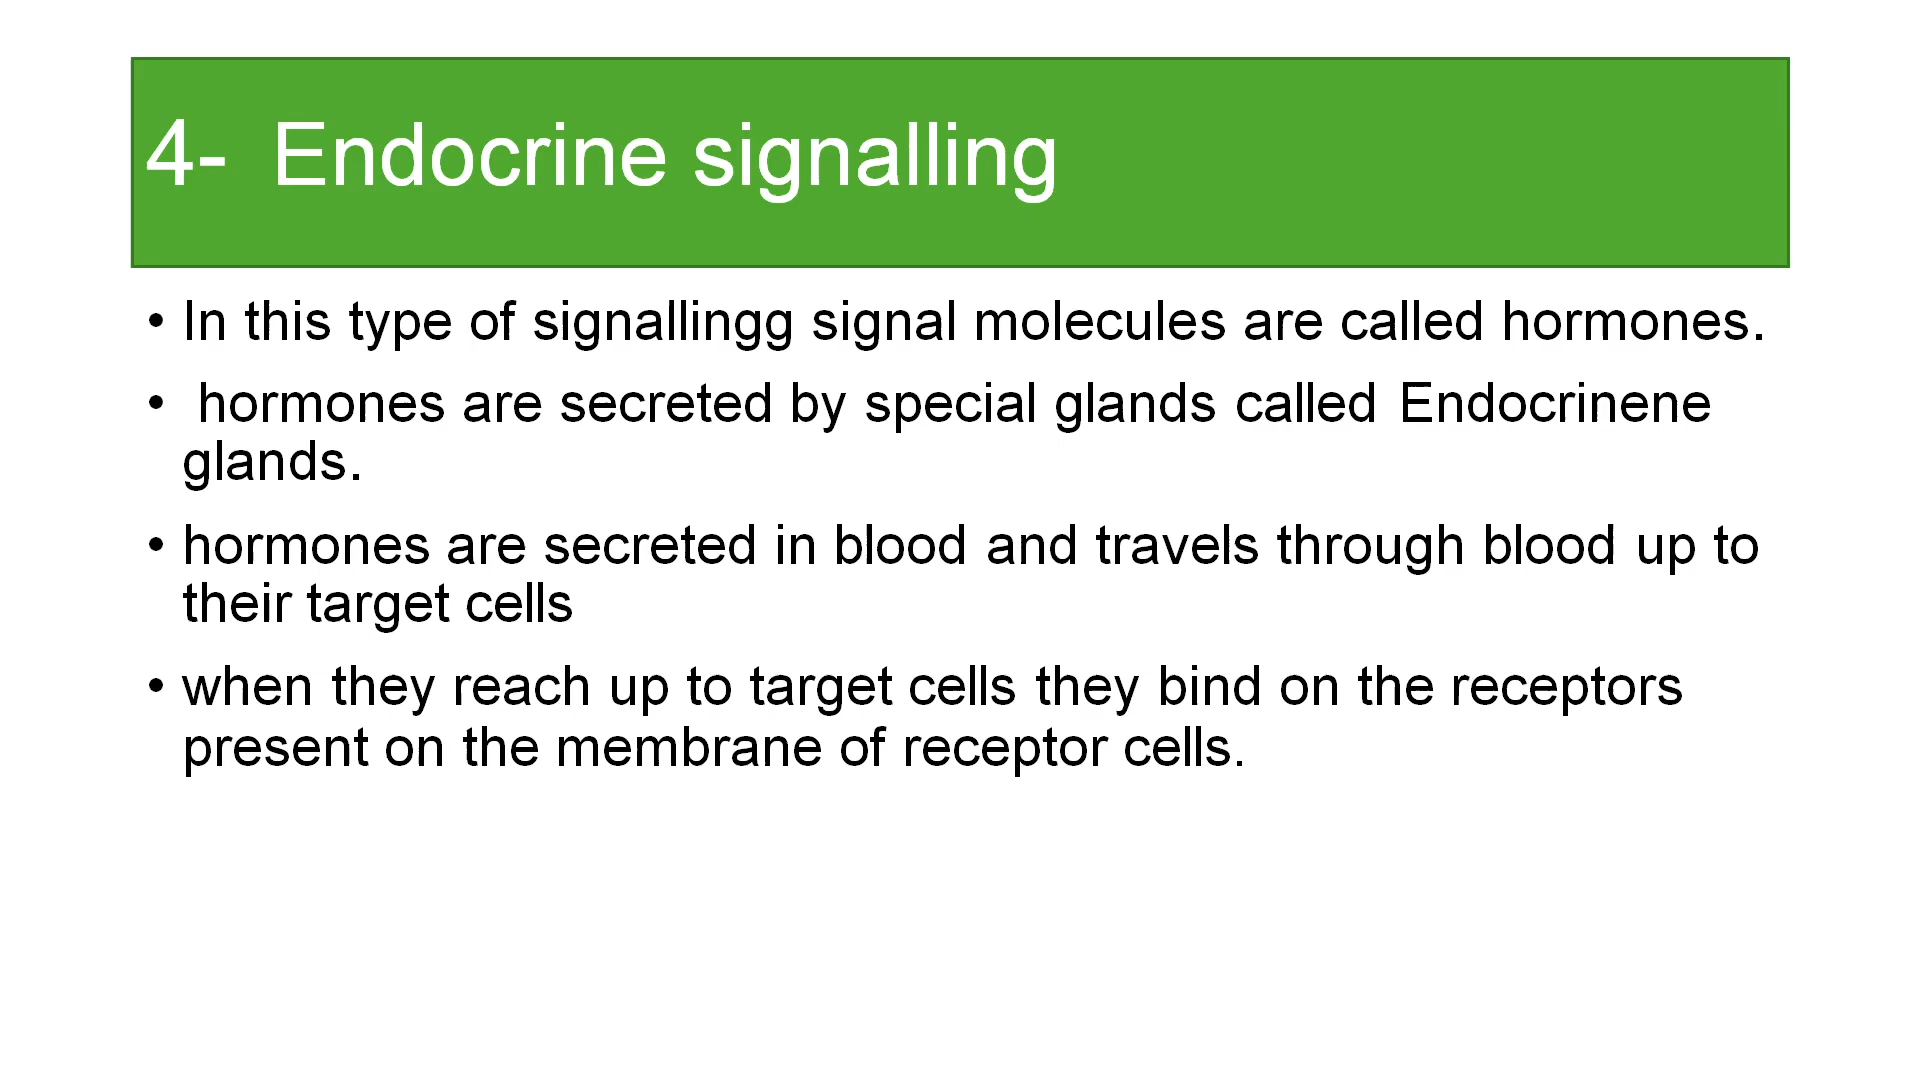 4- Endocrine signalling
• In this type of signallingg signal molecules are called hormones.
• hormones are secreted by special glands called Endocrinene
glands.
• hormones are secreted in blood and travels through blood up to
their target cells
• when they reach up to target cells they bind on the receptors
present on the membrane of receptor cells.